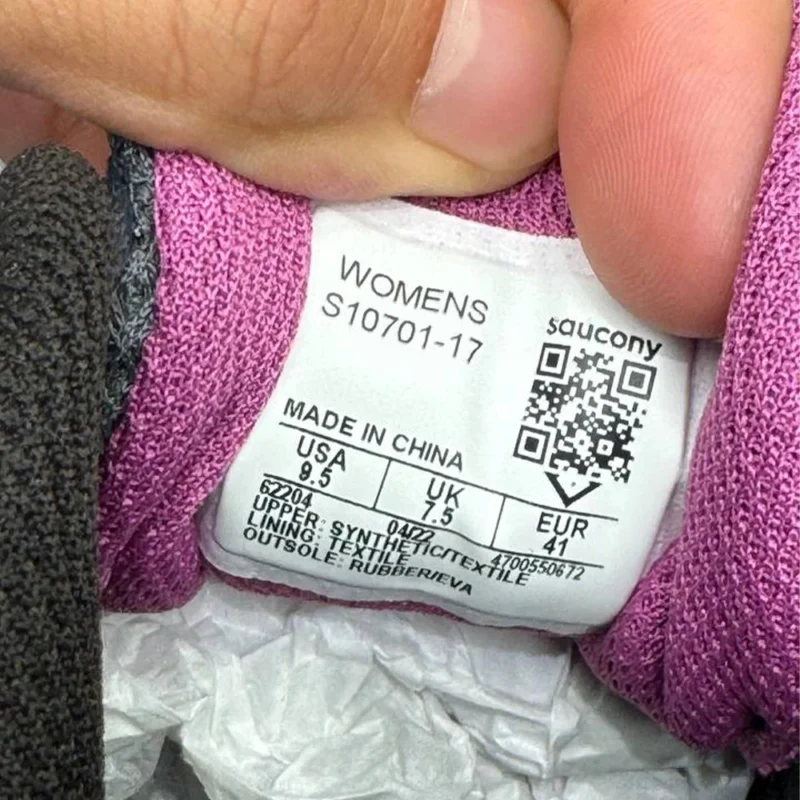 WOMENS
S10701-17
saucony
MADE IN CHINA
USA
9.5
UK
7.5
EUR
41
62204
04/22
4700550672
UPPER: SYNTHETIC/TEXTILE
LINING: TEXTILE
OUTSOLE: RUBBER/EVA